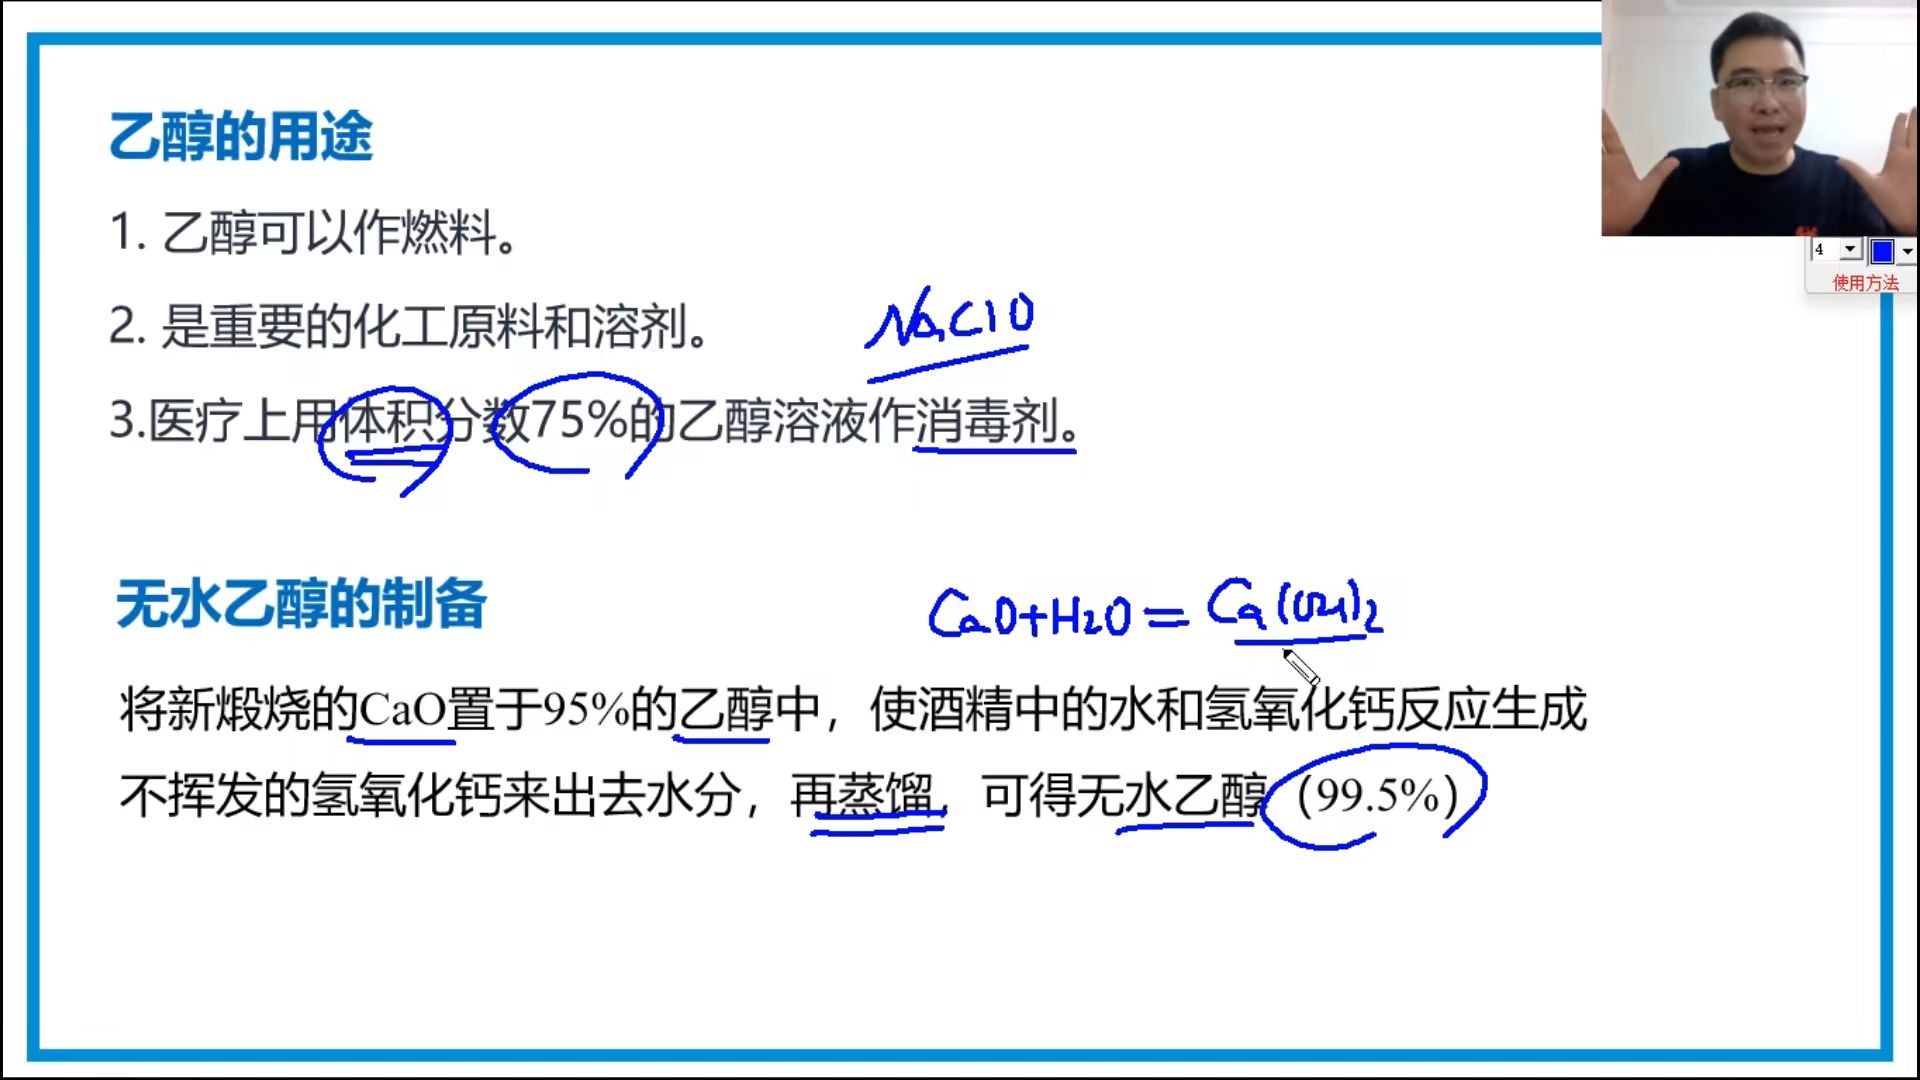 乙醇的用途
1. 乙醇可以作燃料。
2. 是重要的化工原料和溶剂。
NaClO
3.医疗上用体积分数75%的乙醇溶液作消毒剂。
4
使用方法
无水乙醇的制备
CaO+H2O=Ca(OH)2
将新煅烧的CaO置于95%的乙醇中，使酒精中的水和氢氧化钙反应生成
不挥发的氢氧化钙来出去水分，再蒸馏，可得无水乙醇（99.5%）